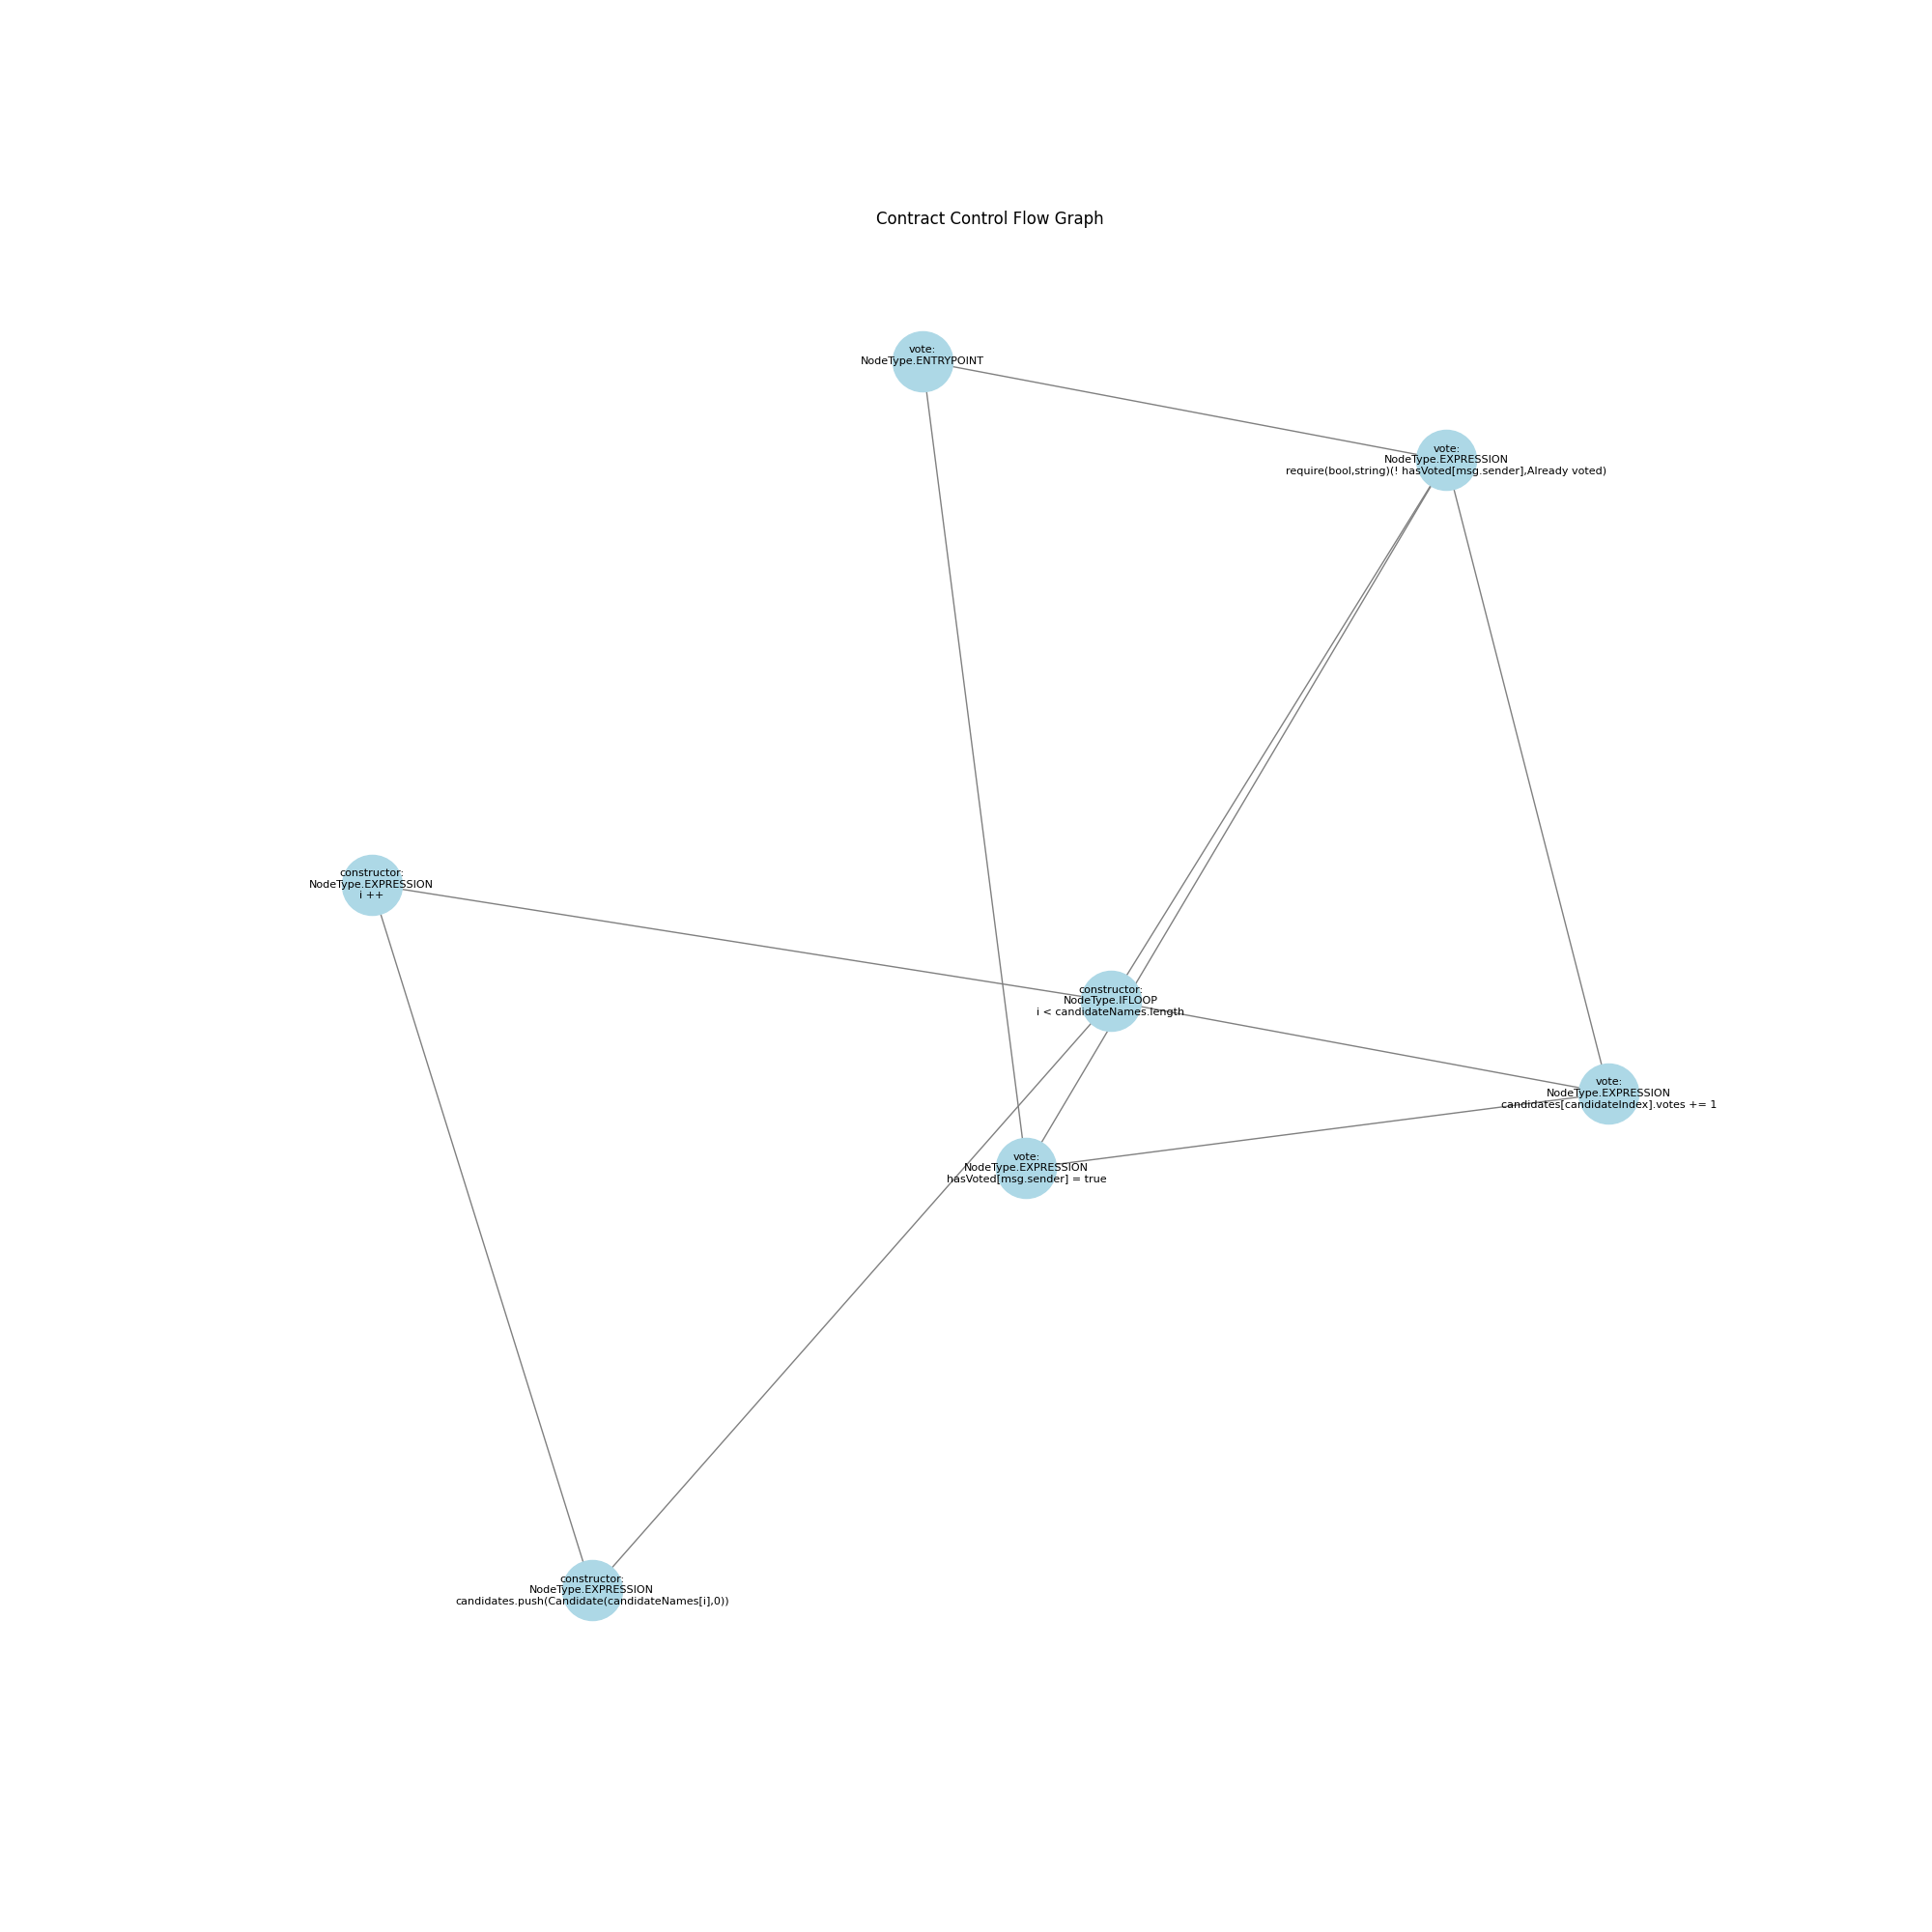 Contract Control Flow Graph
vote:
NodeType.ENTRYPOINT
vote:
NodeType.EXPRESSION
require(bool,string)(! hasVoted[msg.sender],Already voted)
constructor:
NodeType.EXPRESSION
i ++
constructor:
NodeType.IFLOOP
i < candidateNames.length
vote:
NodeType.EXPRESSION
candidates[candidateIndex].votes += 1
vote:
NodeType.EXPRESSION
hasVoted[msg.sender] = true
constructor:
NodeType.EXPRESSION
candidates.push(Candidate(candidateNames[i],0))